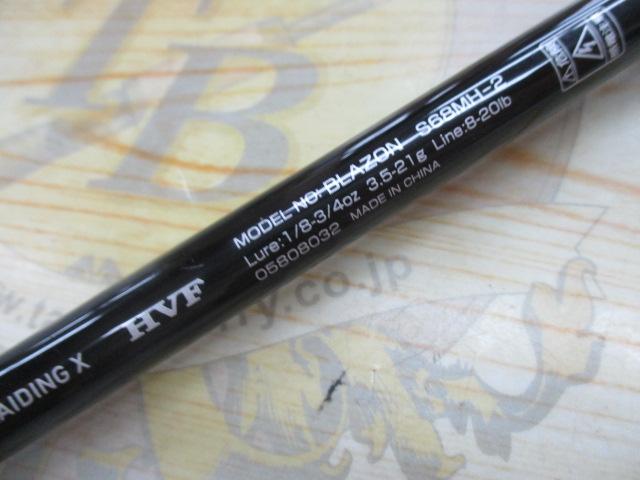 MODEL NO: BLAZON S68MH-2
Lure:1/8-3/4oz 3.5-21g Line:8-20lb
05808032 MADE IN CHINA
HVF
AIDING X
TB